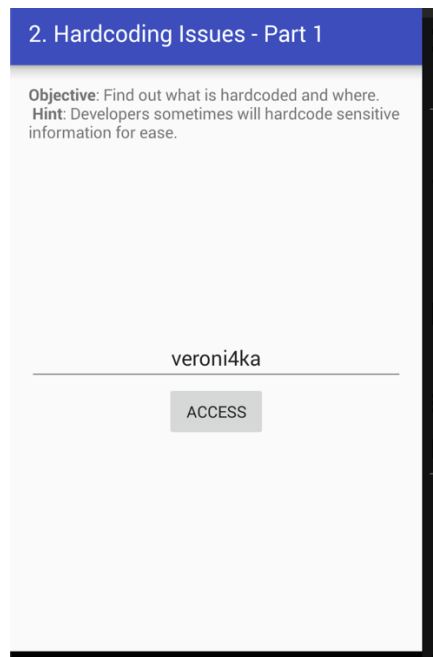 2. Hardcoding Issues - Part 1
Objective: Find out what is hardcoded and where.
Hint: Developers sometimes will hardcode sensitive
information for ease.
veroni4ka
ACCESS